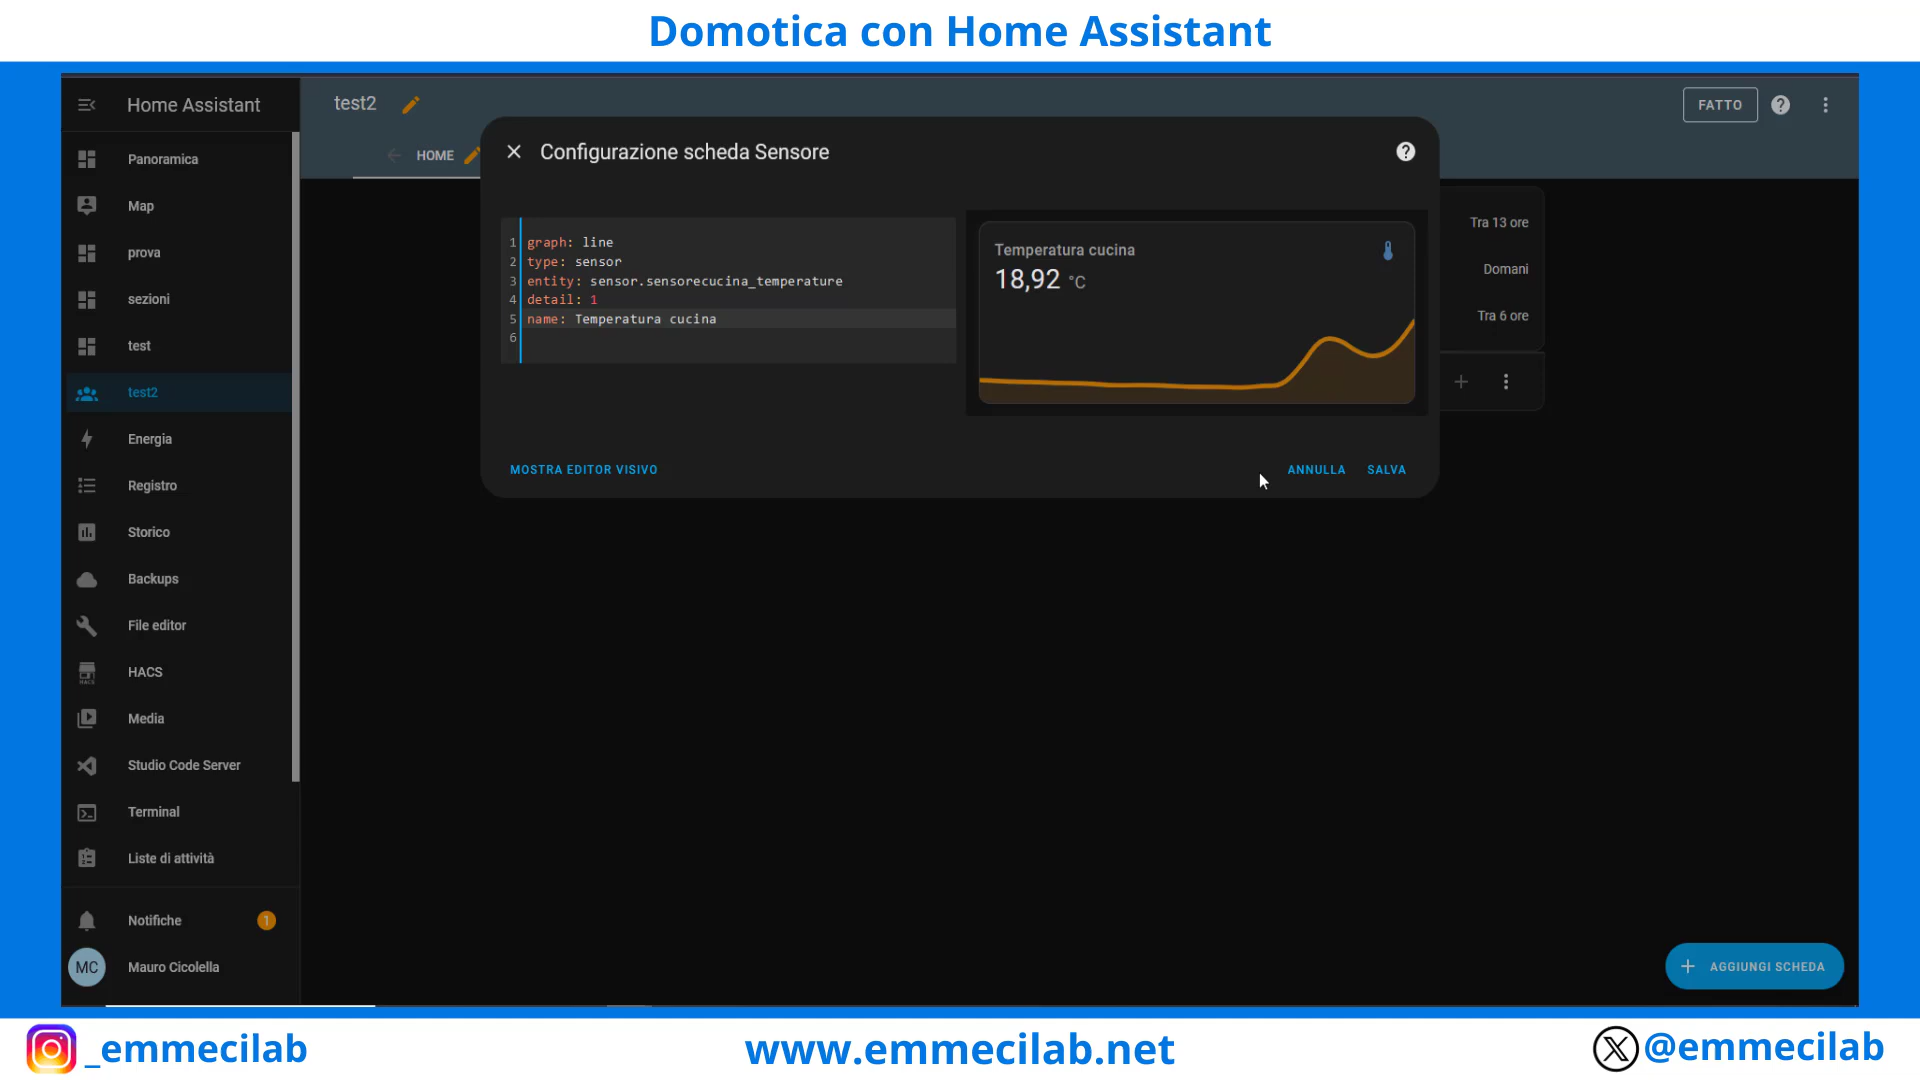 Domotica con Home Assistant
Home Assistant
test2
FATTO
HOME
Configurazione scheda Sensore
Panoramica
Map
prova
sezioni
test
test2
Energia
Registro
Storico
Backups
File editor
HACS
HACS
Media
Studio Code Server
Terminal
Liste di attività
Notifiche
1
MC
Mauro Cicolella
1 graph: line
2 type: sensor
3 entity: sensor.sensorecucina_temperature
4 detail: 1
5 name: Temperatura cucina
6
Temperatura cucina
18,92 °C
MOSTRA EDITOR VISIVO
ANNULLA
SALVA
Tra 13 ore
Domani
Tra 6 ore
AGGIUNGI SCHEDA
_emmecilab
www.emmecilab.net
@emmecilab